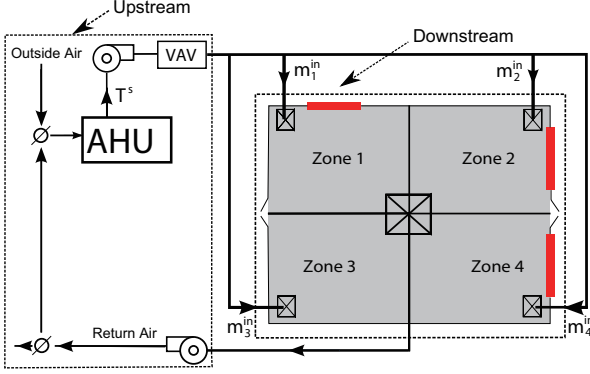 Upstream
Outside Air
VAV
Downstream
m₁ⁱⁿ
m₂ⁱⁿ
Tˢ
AHU
Zone 1
Zone 2
Zone 3
Zone 4
Return Air
m₃ⁱⁿ
m₄ⁱⁿ